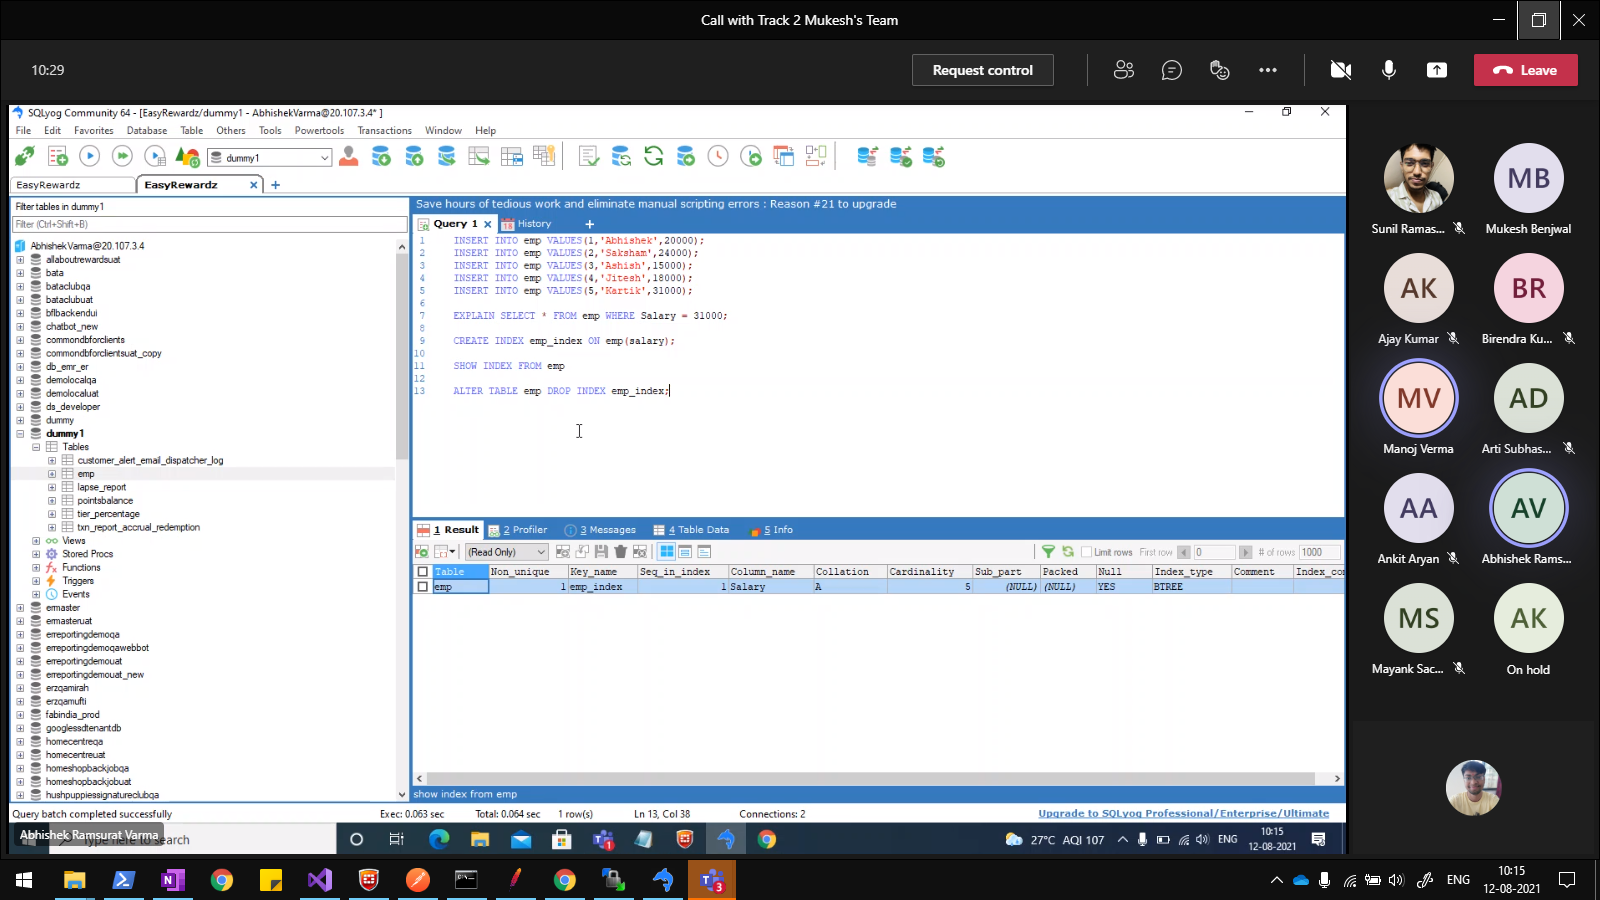 Call with Track 2 Mukesh's Team
10:29
Request control
Leave
SQLyog Community 64 - [EasyRewardz/dummy1 - AbhishekVarma@20.107.3.4* ]
File Edit Favorites Database Table Others Tools Powertools Transactions Window Help
dummy1
EasyRewardz
EasyRewardz
Filter tables in dummy1
Filter (Ctrl+Shift+B)
AbhishekVarma@20.107.3.4
allaboutrewardsuat
bata
bataclubqa
bataclubuat
bflbackendui
chatbot_new
commondbforclients
commondbforclientsuat_copy
db_emr_er
demolocalqa
demolocaluat
ds_developer
dummy
dummy1
Tables
customer_alert_email_dispatcher_log
emp
lapse_report
pointsbalance
tier_percentage
txn_report_accrual_redemption
Views
Stored Procs
Functions
Triggers
Events
emaster
emasteruat
erreportingdemoqa
erreportingdemoqawebbot
erreportingdemouat
erreportingdemouat_new
erzqamirah
erzqamufti
fabindia_prod
googlessdtenantdb
homecentreqa
homecentreuat
homeshopbackjobqa
homeshopbackjobuat
hushpuppiessignatureclubqa
Save hours of tedious work and eliminate manual scripting errors : Reason #21 to upgrade
Query 1
18 History
1 INSERT INTO emp VALUES(1,'Abhishek',20000);
2 INSERT INTO emp VALUES(2,'Saksham',24000);
3 INSERT INTO emp VALUES(3,'Ashish',15000);
4 INSERT INTO emp VALUES(4,'Jitesh',18000);
5 INSERT INTO emp VALUES(5,'Kartik',31000);
6
7 EXPLAIN SELECT * FROM emp WHERE Salary = 31000;
8
9 CREATE INDEX emp_index ON emp(salary);
10
11 SHOW INDEX FROM emp
12
13 ALTER TABLE emp DROP INDEX emp_index;
1 Result 2 Profiler 3 Messages 4 Table Data 5 Info
(Read Only) Limit rows First row 0 # of rows 1000
Table Non_unique Key_name Seq_in_index Column_name Collation Cardinality Sub_part Packed Null Index_type Comment Index_co
emp 1 emp_index 1 Salary A 5 (NULL) (NULL) YES BTREE
show index from emp
Query batch completed successfully Exec: 0.063 sec Total: 0.064 sec 1 row(s) Ln 13, Col 38 Connections: 2 Upgrade to SQLyog Professional/Enterprise/Ultimate
Abhishek Ramsurat Varma
Type here to search
27°C AQI 107 ENG 10:15
12-08-2021
Sunil Ramas...
MB
Mukesh Benjwal
AK
Ajay Kumar
BR
Birendra Ku...
MV
Manoj Verma
AD
Arti Subhas...
AA
Ankit Aryan
AV
Abhishek Rams...
MS
Mayank Sac...
AK
On hold
ENG 10:15
12-08-2021